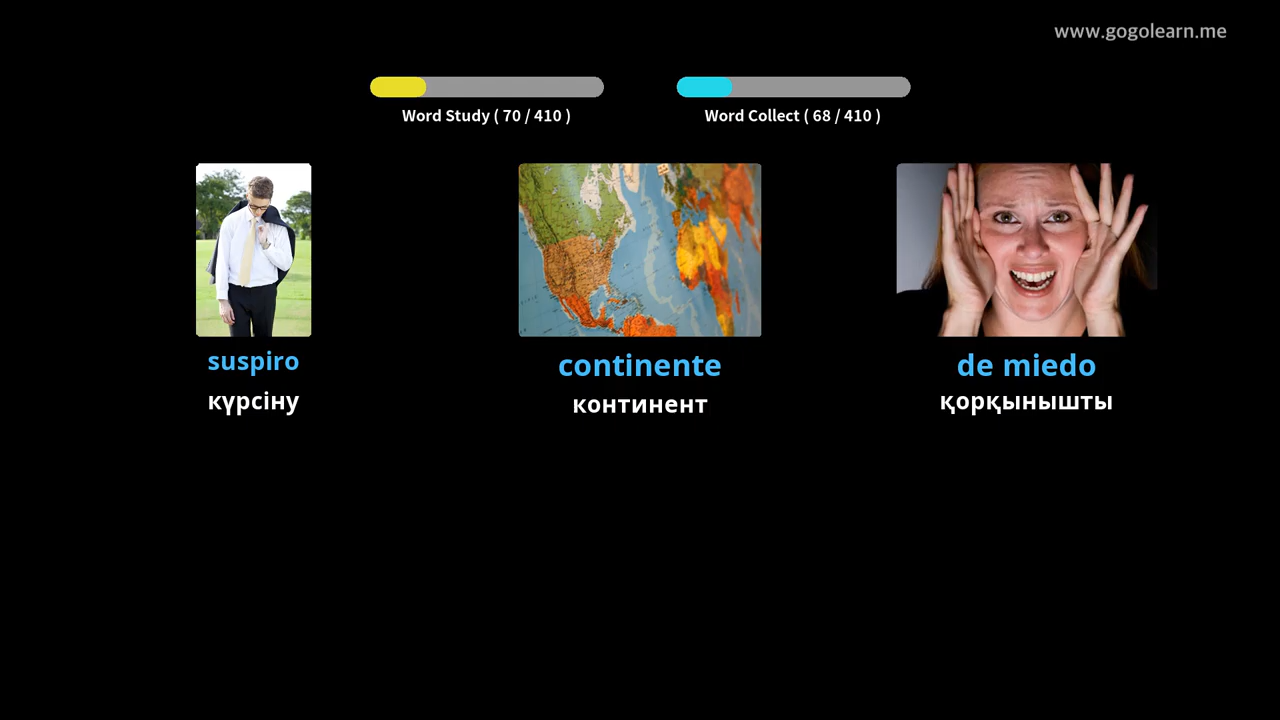 www.gogolearn.me
Word Study ( 70 / 410 )
Word Collect ( 68 / 410 )
suspiro
күрсіну
continente
континент
de miedo
қорқынышты